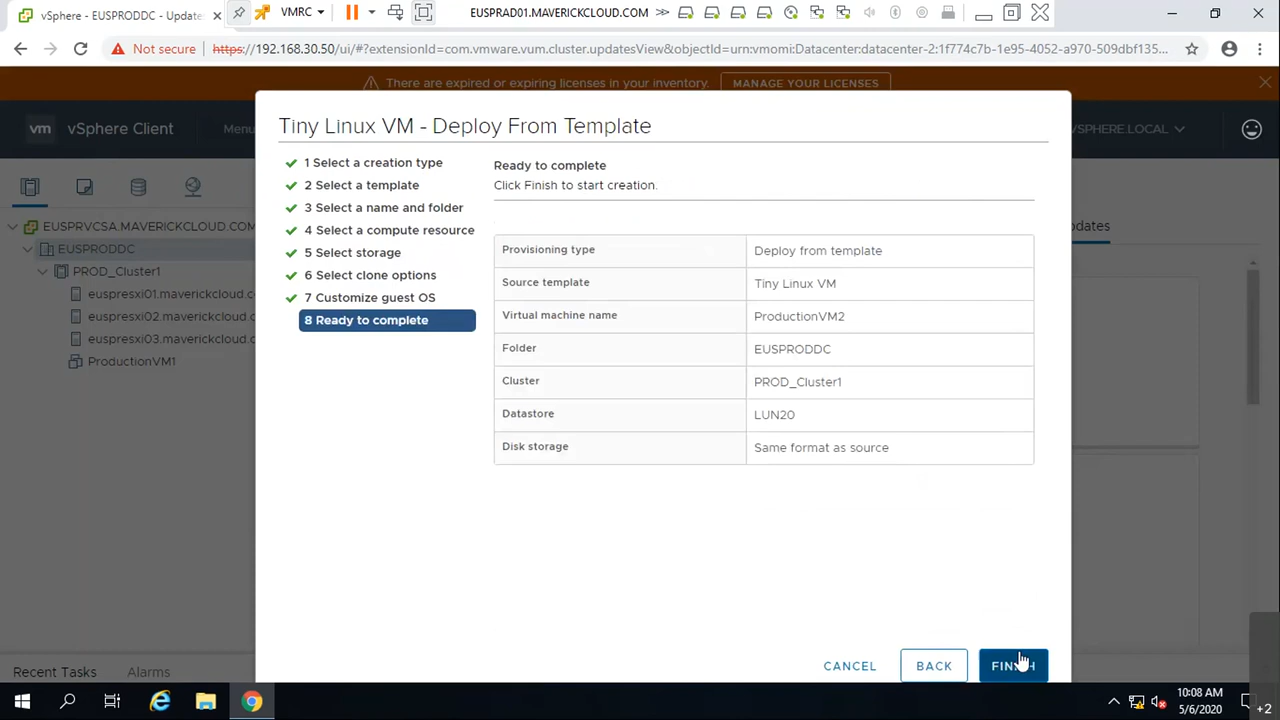 vSphere - EUSPRODDC - Update
VMRC
EUSPRAD01.MAVERICKCLOUD.COM
Not secure
https://192.168.30.50/ui/#?extensionId=com.vmware.vum.cluster.updatesView&objectId=urn:vmomi:Datacenter:datacenter-2:1f774c7b-1e95-4052-a970-509dbf135...
There are expired or expiring licenses in your inventory.
MANAGE YOUR LICENSES
vm vSphere Client
Menu
VSPHERE.LOCAL
EUSPRVCSA.MAVERICKCLOUD.COM
EUSPRODDC
PROD_Cluster1
euspresxi01.maverickcloud.c
euspresxi02.maverickcloud.c
euspresxi03.maverickcloud.c
ProductionVM1
dates
Tiny Linux VM - Deploy From Template
1 Select a creation type
2 Select a template
3 Select a name and folder
4 Select a compute resource
5 Select storage
6 Select clone options
7 Customize guest OS
8 Ready to complete
Ready to complete
Click Finish to start creation.
Provisioning type Deploy from template
Source template Tiny Linux VM
Virtual machine name ProductionVM2
Folder EUSPRODDC
Cluster PROD_Cluster1
Datastore LUN20
Disk storage Same format as source
CANCEL
BACK
FINISH
Recent Tasks
Alarms
10:08 AM
5/6/2020
+2